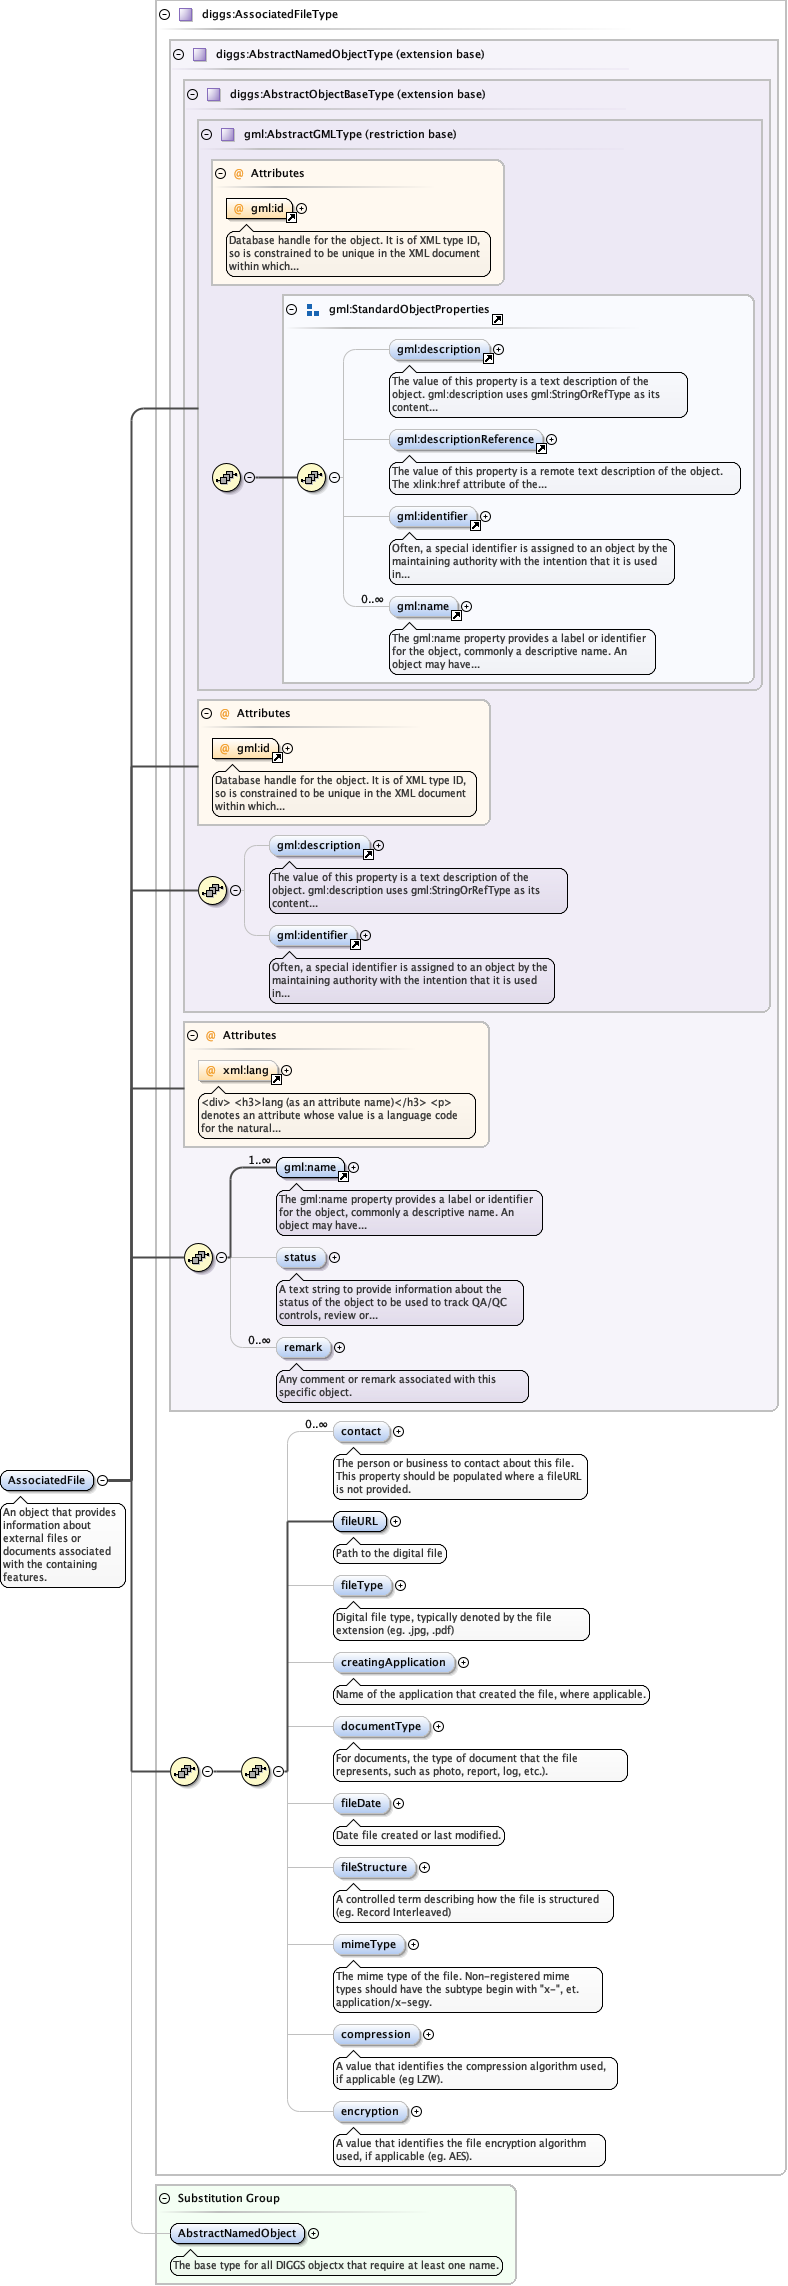 diggs:AssociatedFileType
diggs:AbstractNamedObjectType (extension base)
diggs:AbstractObjectBaseType (extension base)
gml:AbstractGMLType (restriction base)
@ Attributes
@ gml:id
Database handle for the object. It is of XML type ID,
so is constrained to be unique in the XML document
within which...
gml:StandardObjectProperties
gml:description
The value of this property is a text description of the
object. gml:description uses gml:StringOrRefType as its
content...
gml:descriptionReference
The value of this property is a remote text description of the object.
The xlink:href attribute of the...
gml:identifier
Often, a special identifier is assigned to an object by the
maintaining authority with the intention that it is used
in...
0..∞
gml:name
The gml:name property provides a label or identifier
for the object, commonly a descriptive name. An
object may have...
@ Attributes
@ gml:id
Database handle for the object. It is of XML type ID,
so is constrained to be unique in the XML document
within which...
gml:description
The value of this property is a text description of the
object. gml:description uses gml:StringOrRefType as its
content...
gml:identifier
Often, a special identifier is assigned to an object by the
maintaining authority with the intention that it is used
in...
@ Attributes
@ xml:lang
<div> <h3>lang (as an attribute name)</h3> <p>
denotes an attribute whose value is a language code
for the natural...
1..∞
gml:name
The gml:name property provides a label or identifier
for the object, commonly a descriptive name. An
object may have...
status
A text string to provide information about the
status of the object to be used to track QA/QC
controls, review or...
0..∞
remark
Any comment or remark associated with this
specific object.
AssociatedFile
An object that provides
information about
external files or
documents associated
with the containing
features.
0..∞
contact
The person or business to contact about this file.
This property should be populated where a fileURL
is not provided.
fileURL
Path to the digital file
fileType
Digital file type, typically denoted by the file
extension (eg. .jpg, .pdf)
creatingApplication
Name of the application that created the file, where applicable.
documentType
For documents, the type of document that the file
represents, such as photo, report, log, etc.).
fileDate
Date file created or last modified.
fileStructure
A controlled term describing how the file is structured
(eg. Record Interleaved)
mimeType
The mime type of the file. Non-registered mime
types should have the subtype begin with "x-", et.
application/x-segy.
compression
A value that identifies the compression algorithm used,
if applicable (eg LZW).
encryption
A value that identifies the file encryption algorithm
used, if applicable (eg. AES).
Substitution Group
AbstractNamedObject
The base type for all DIGGS objectx that require at least one name.